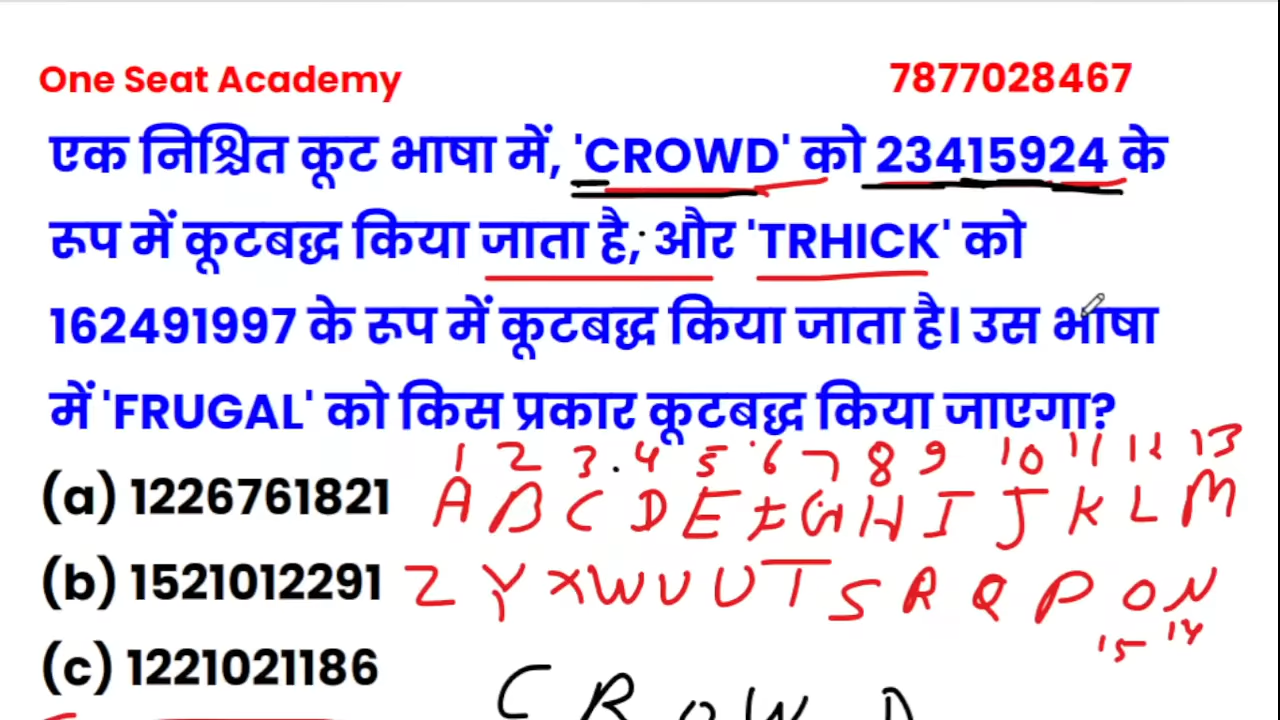 One Seat Academy 7877028467
एक निश्चित कूट भाषा में, 'CROWD' को 23415924 के
रूप में कूटबद्ध किया जाता है, और 'TRHICK' को
162491997 के रूप में कूटबद्ध किया जाता है। उस भाषा
में 'FRUGAL' को किस प्रकार कूटबद्ध किया जाएगा?
1 2 3 4 5 6 7 8 9 10 11 12 13
(a) 1226761821 A B C D E F G H I J K L M
(b) 1521012291 Z Y X W V U T S R Q P O N
15 14
(c) 1221021186
C R O W D